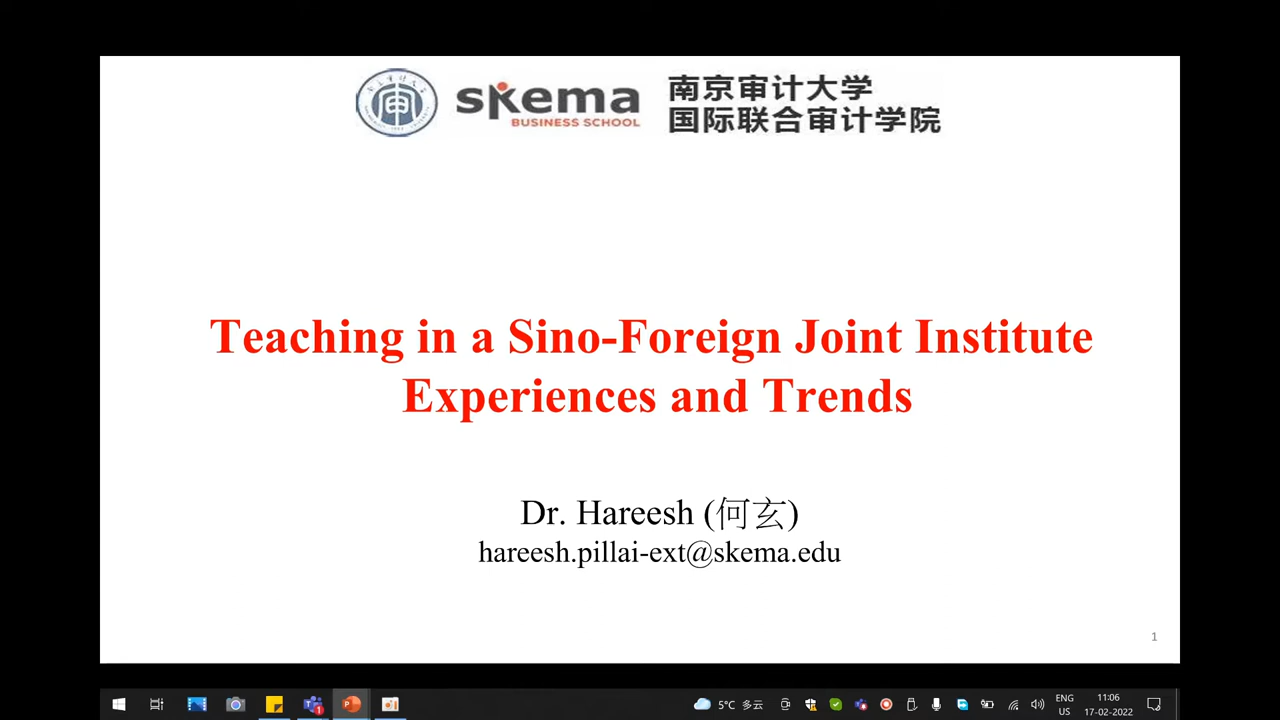 skema
BUSINESS SCHOOL
南京审计大学
国际联合审计学院
Teaching in a Sino-Foreign Joint Institute
Experiences and Trends
Dr. Hareesh (何玄)
hareesh.pillai-ext@skema.edu
1
5°C 多云
ENG
US
11:06
17-02-2022